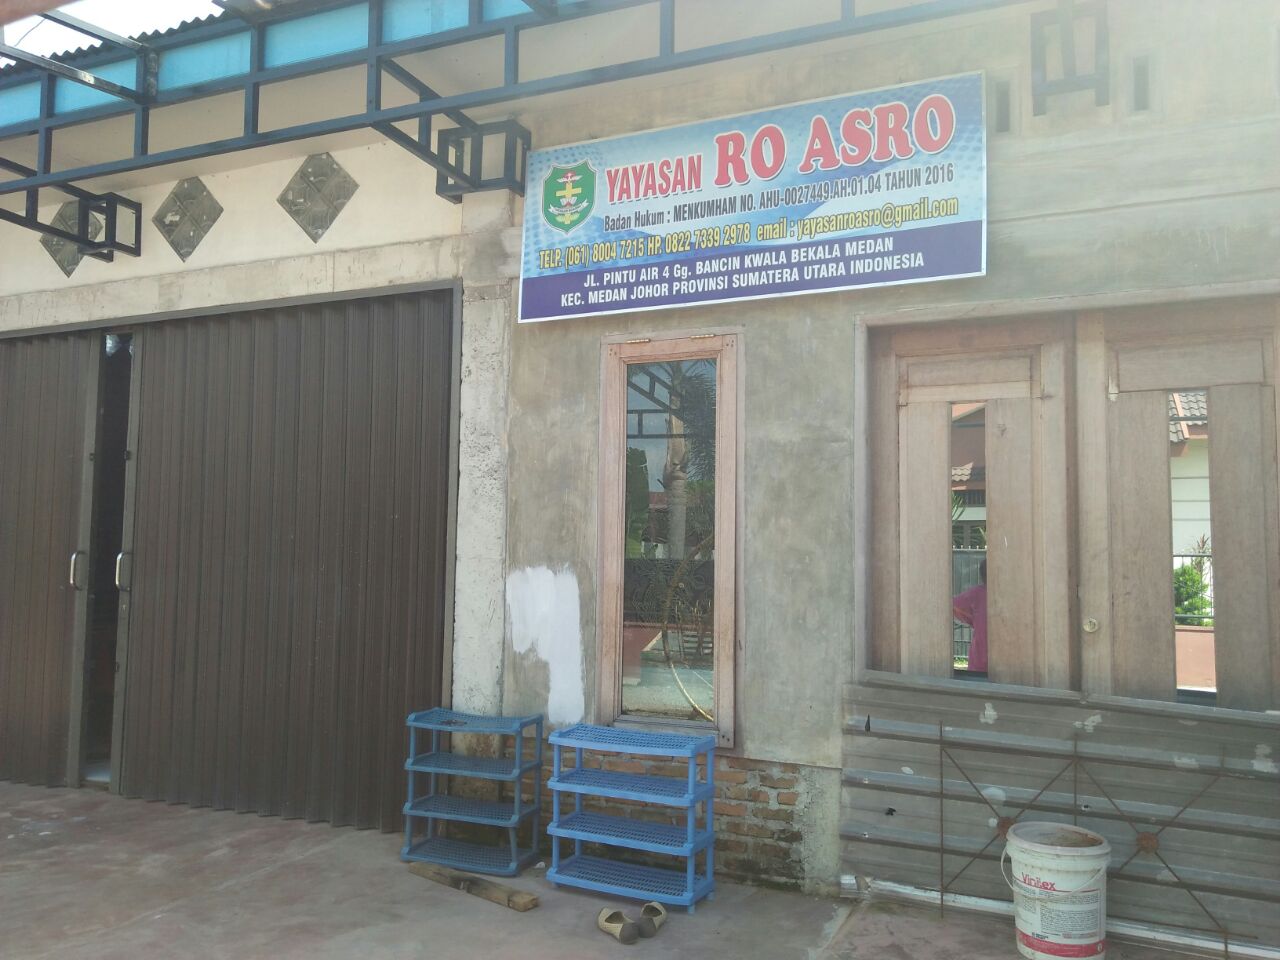 YAYASAN RO ASRO
Badan Hukum : MENKUMHAM NO. AHU-0027449.AH.01.04 TAHUN 2016
TELP. (061) 8004 7215 HP. 0822 7339 2978 email : yayasanroasro@gmail.com
JL. PINTU AIR 4 Gg. BANCIN KWALA BEKALA MEDAN
KEC. MEDAN JOHOR PROVINSI SUMATERA UTARA INDONESIA
Vinilex